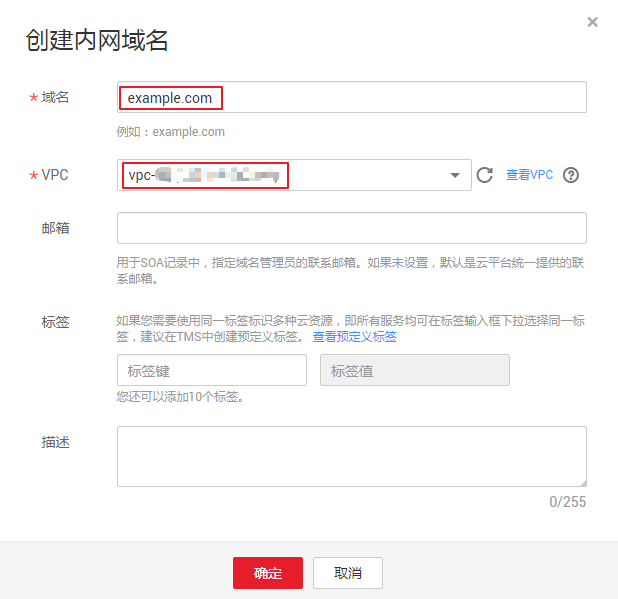 创建内网域名
* 域名
example.com
例如：example.com
* VPC
vpc-
查看VPC
邮箱
用于SOA记录中，指定域名管理员的联系邮箱。如果未设置，默认是云平台统一提供的联
系邮箱。
标签
如果您需要使用同一标签标识多种云资源，即所有服务均可在标签输入框下拉选择同一标
签，建议在TMS中创建预定义标签。 查看预定义标签
标签键 标签值
您还可以添加10个标签。
描述
0/255
确定 取消